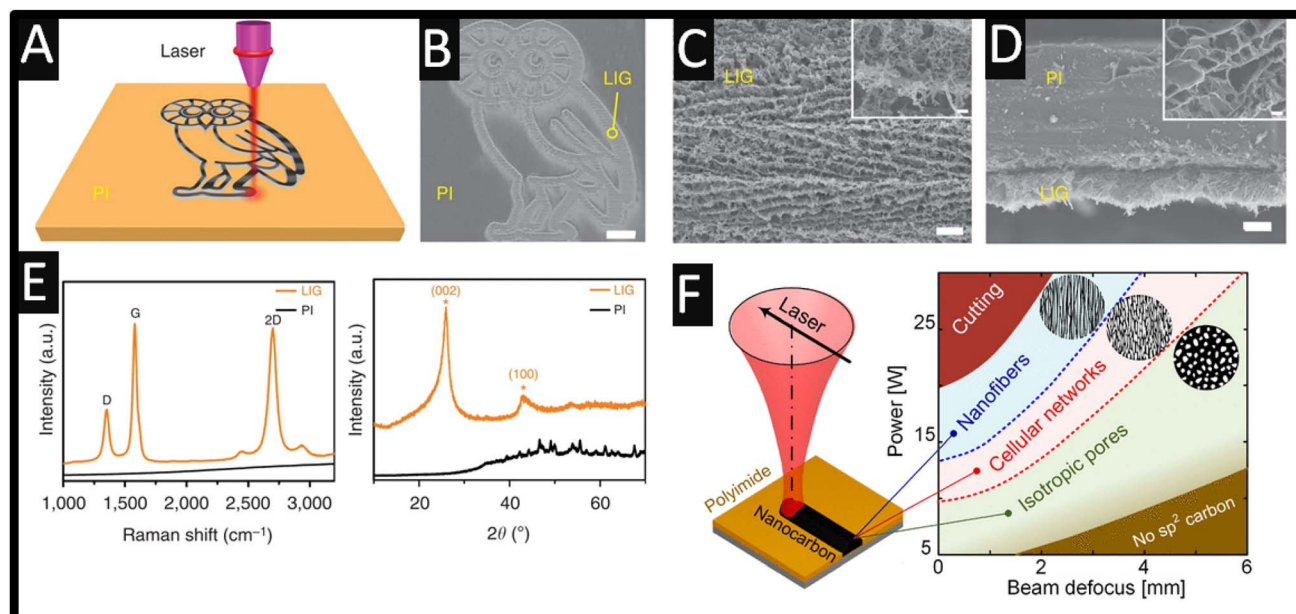 A
Laser
PI
B
LIG
PI
C
LIG
D
PI
LIG
E
Intensity (a.u.)
LIG
PI
D
G
2D
1,000
1,500
2,500
3,000
Raman shift (cm⁻¹)
Intensity (a.u.)
(002)
*
LIG
PI
*
(100)
20
40
60
2θ (°)
F
Laser
Polyimide
Nanocarbon
Power [W]
25
15
5
Cutting
Nanofibers
Cellular networks
Isotropic pores
No sp² carbon
0
2
4
6
Beam defocus [mm]